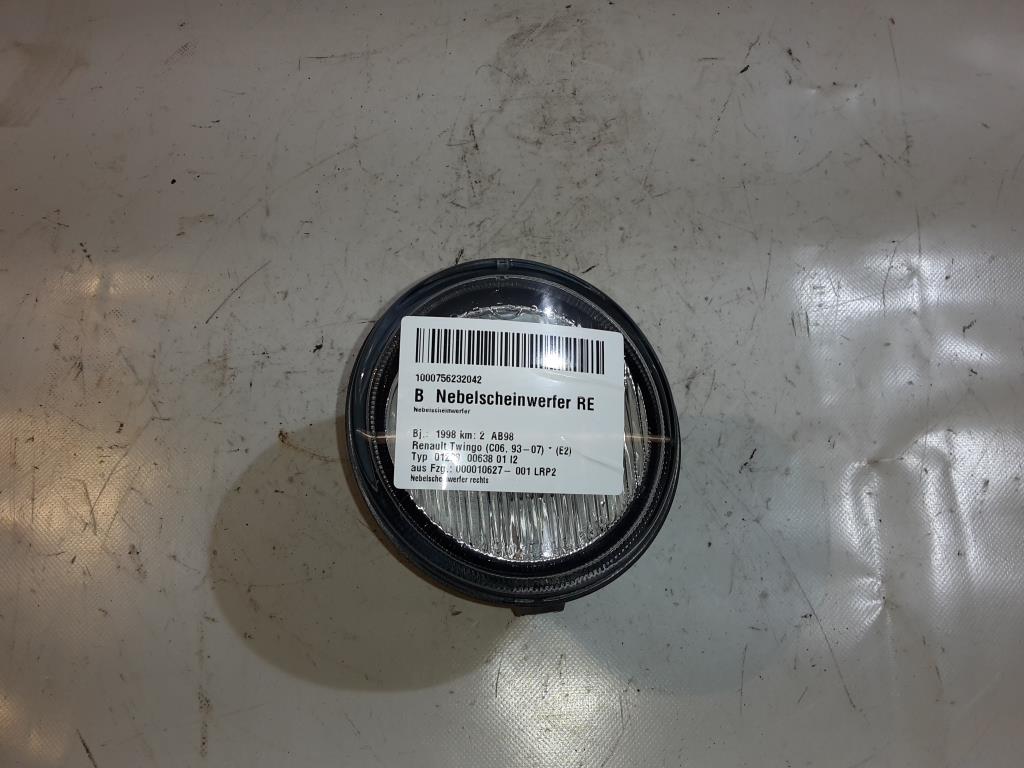 1000756232042
B Nebelscheinwerfer RE
Nebelscheinwerfer
Bj.: 1998 km: 2 AB98
Renault Twingo (C06, 93-07) * (E2)
Typ 00638 01 I2
aus Fzg.: 000010627- 001 LRP2
Nebelscheinwerfer rechts